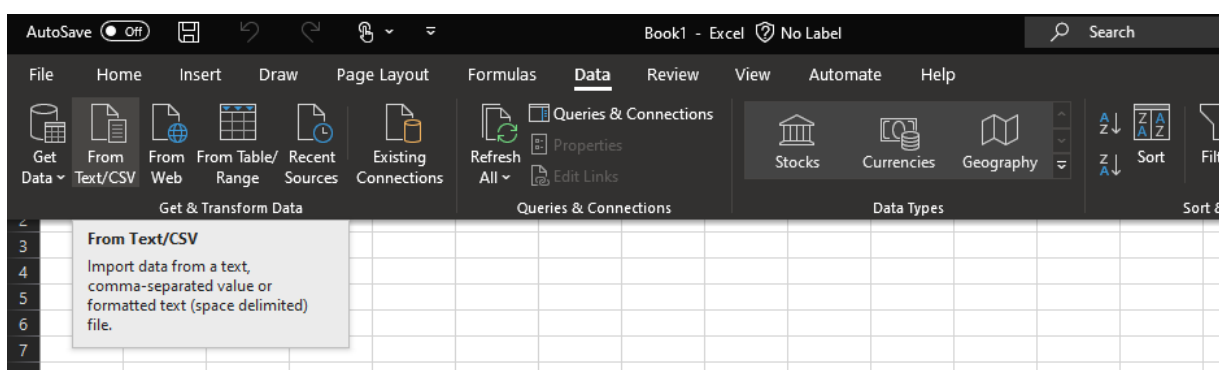 AutoSave Off Book1 - Excel No Label Search
File Home Insert Draw Page Layout Formulas Data Review View Automate Help
Queries & Connections
Properties
Edit Links
Get Data
From Text/CSV
From Web
From Table/ Range
Recent Sources
Existing Connections
Refresh All
Stocks Currencies Geography
A Z
Z A
Z A A Z
Sort
Get & Transform Data Queries & Connections Data Types Sort &
From Text/CSV
Import data from a text,
comma-separated value or
formatted text (space delimited)
file.
3
4
5
6
7